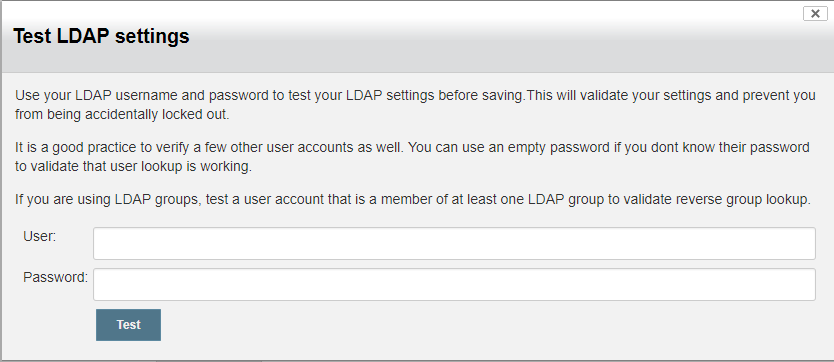 Test LDAP settings
Use your LDAP username and password to test your LDAP settings before saving.This will validate your settings and prevent you
from being accidentally locked out.
It is a good practice to verify a few other user accounts as well. You can use an empty password if you dont know their password
to validate that user lookup is working.
If you are using LDAP groups, test a user account that is a member of at least one LDAP group to validate reverse group lookup.
User:
Password:
Test